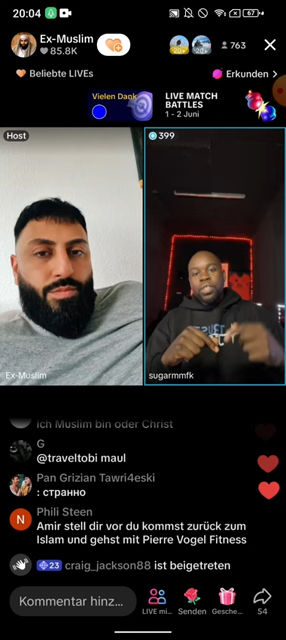 20:04
67
Ex-Muslim
85.8K
20+
20+
763
Beliebte LIVEs
Erkunden >
Vielen Dank
LIVE MATCH
BATTLES
1 - 2 Juni
Host
399
Ex-Muslim
sugarmmfk
ich Muslim bin oder Christ
G
@traveltobi maul
Pan Grizian Tawri4eski
: странно
N
Phili Steen
Amir stell dir vor du kommst zurück zum
Islam und gehst mit Pierre Vogel Fitness
23 craig_jackson88 ist beigetreten
Kommentar hinz...
LIVE mi...
Senden
Gesche...
54